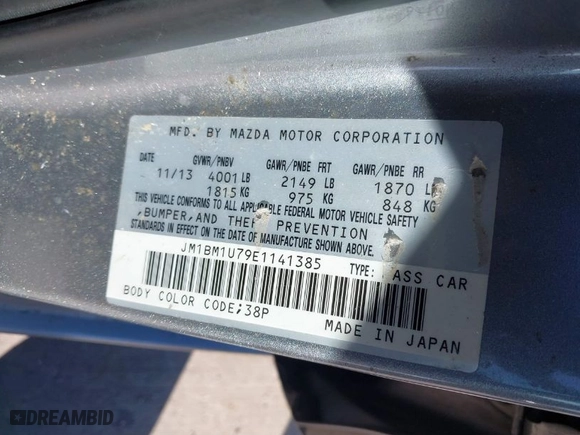 MFD. BY MAZDA MOTOR CORPORATION
DATE GVWR/PNBV GAWR/PNBE FRT GAWR/PNBE RR
11/13 4001 LB 2149 LB 1870 LB
1815 KG 975 KG 848 KG
THIS VEHICLE CONFORMS TO ALL APPLICABLE FEDERAL MOTOR VEHICLE SAFETY
,BUMPER,AND THEFT PREVENTION
STANDARDS IN EFFECT ON THE DATE OF MANUFACTURE SHOWN ABOVE.
JM1BM1U79E1141385 TYPE: PASS CAR
BODY COLOR CODE;38P
MADE IN JAPAN
DREAMBID